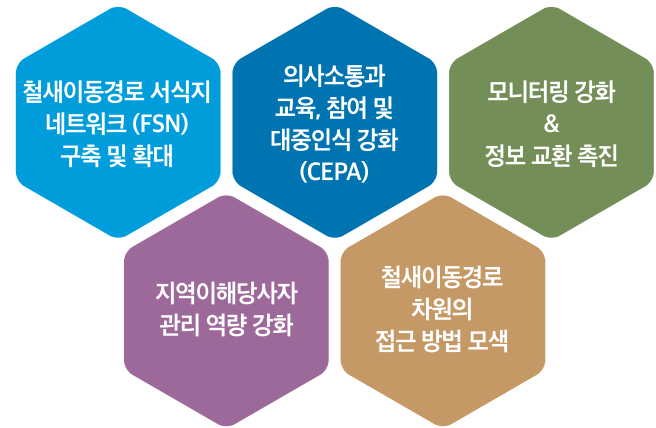 철새이동경로 서식지
네트워크 (FSN)
구축 및 확대
의사소통과
교육, 참여 및
대중인식 강화
(CEPA)
모니터링 강화
&
정보 교환 촉진
지역이해당사자
관리 역량 강화
철새이동경로
차원의
접근 방법 모색